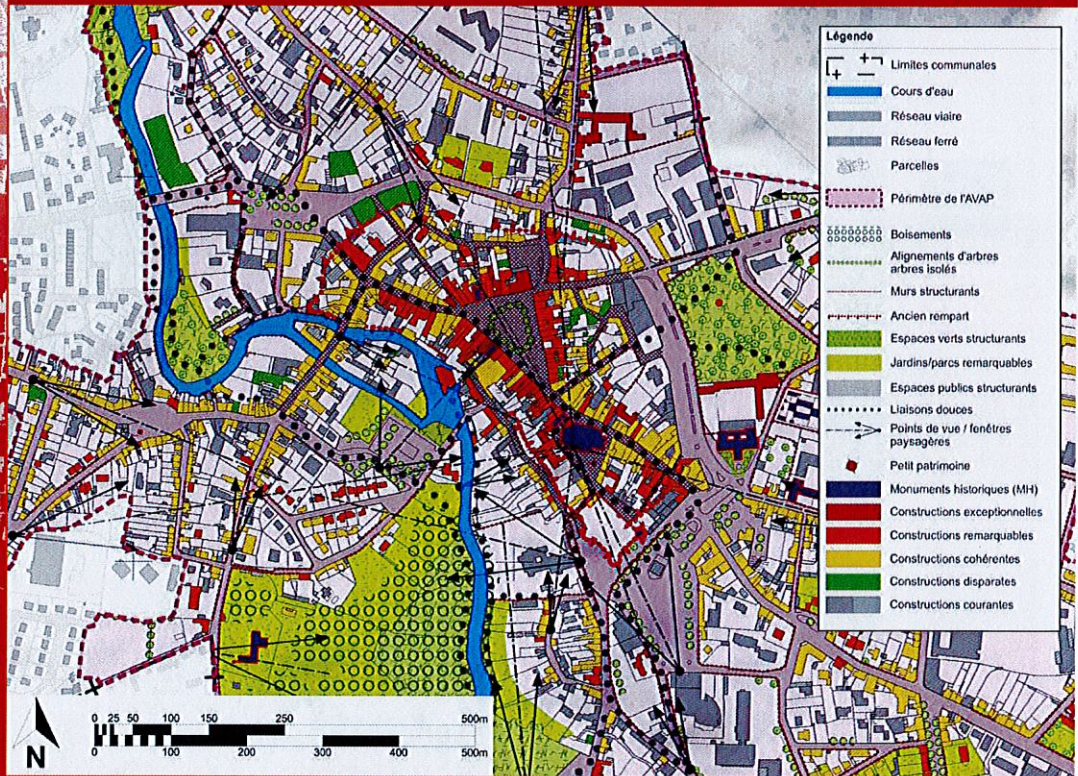 Légende
Limites communales
Cours d'eau
Réseau viaire
Réseau ferré
Parcelles
Périmètre de l'AVAP
Boisements
Alignements d'arbres
arbres isolés
Murs structurants
Ancien rempart
Espaces verts structurants
Jardins/parcs remarquables
Espaces publics structurants
Liaisons douces
Points de vue / fenêtres
paysagères
Petit patrimoine
Monuments historiques (MH)
Constructions exceptionnelles
Constructions remarquables
Constructions cohérentes
Constructions disparates
Constructions courantes
0 25 50 100 150 250 500m
0 100 200 300 400 500m
N